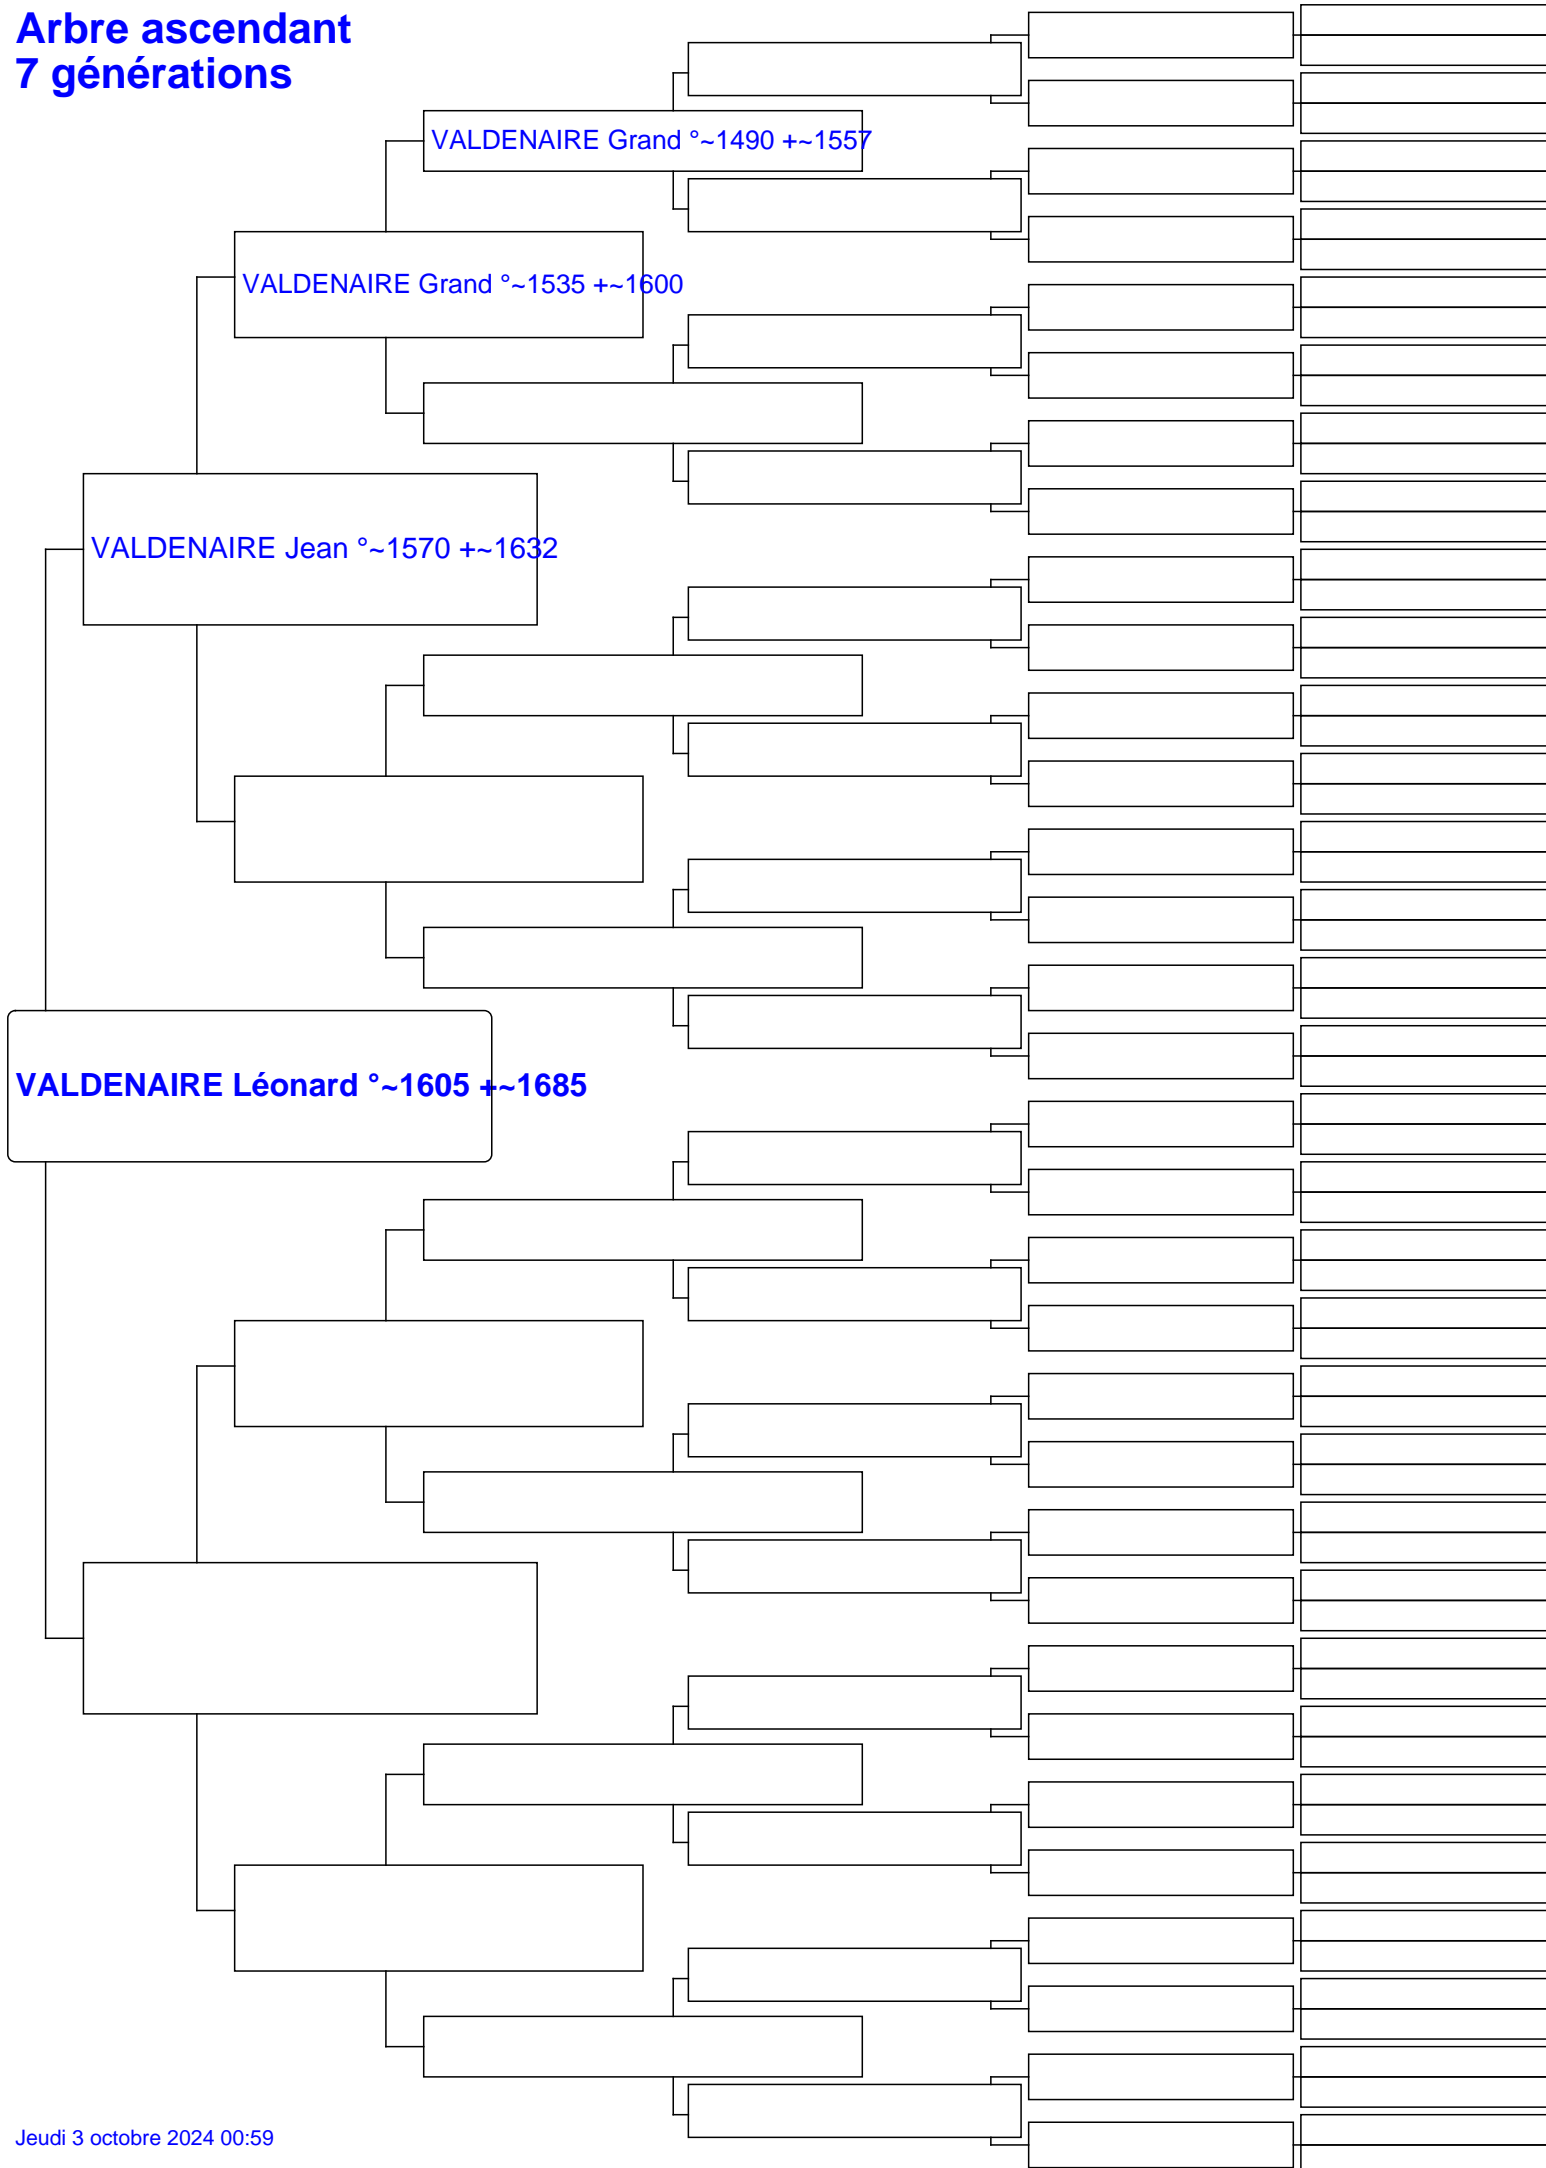 Arbre ascendant
7 générations
VALDENAIRE Grand °~1490 +~1557
VALDENAIRE Grand °~1535 +~1600
VALDENAIRE Jean °~1570 +~1632
VALDENAIRE Léonard °~1605 +~1685
Jeudi 3 octobre 2024 00:59